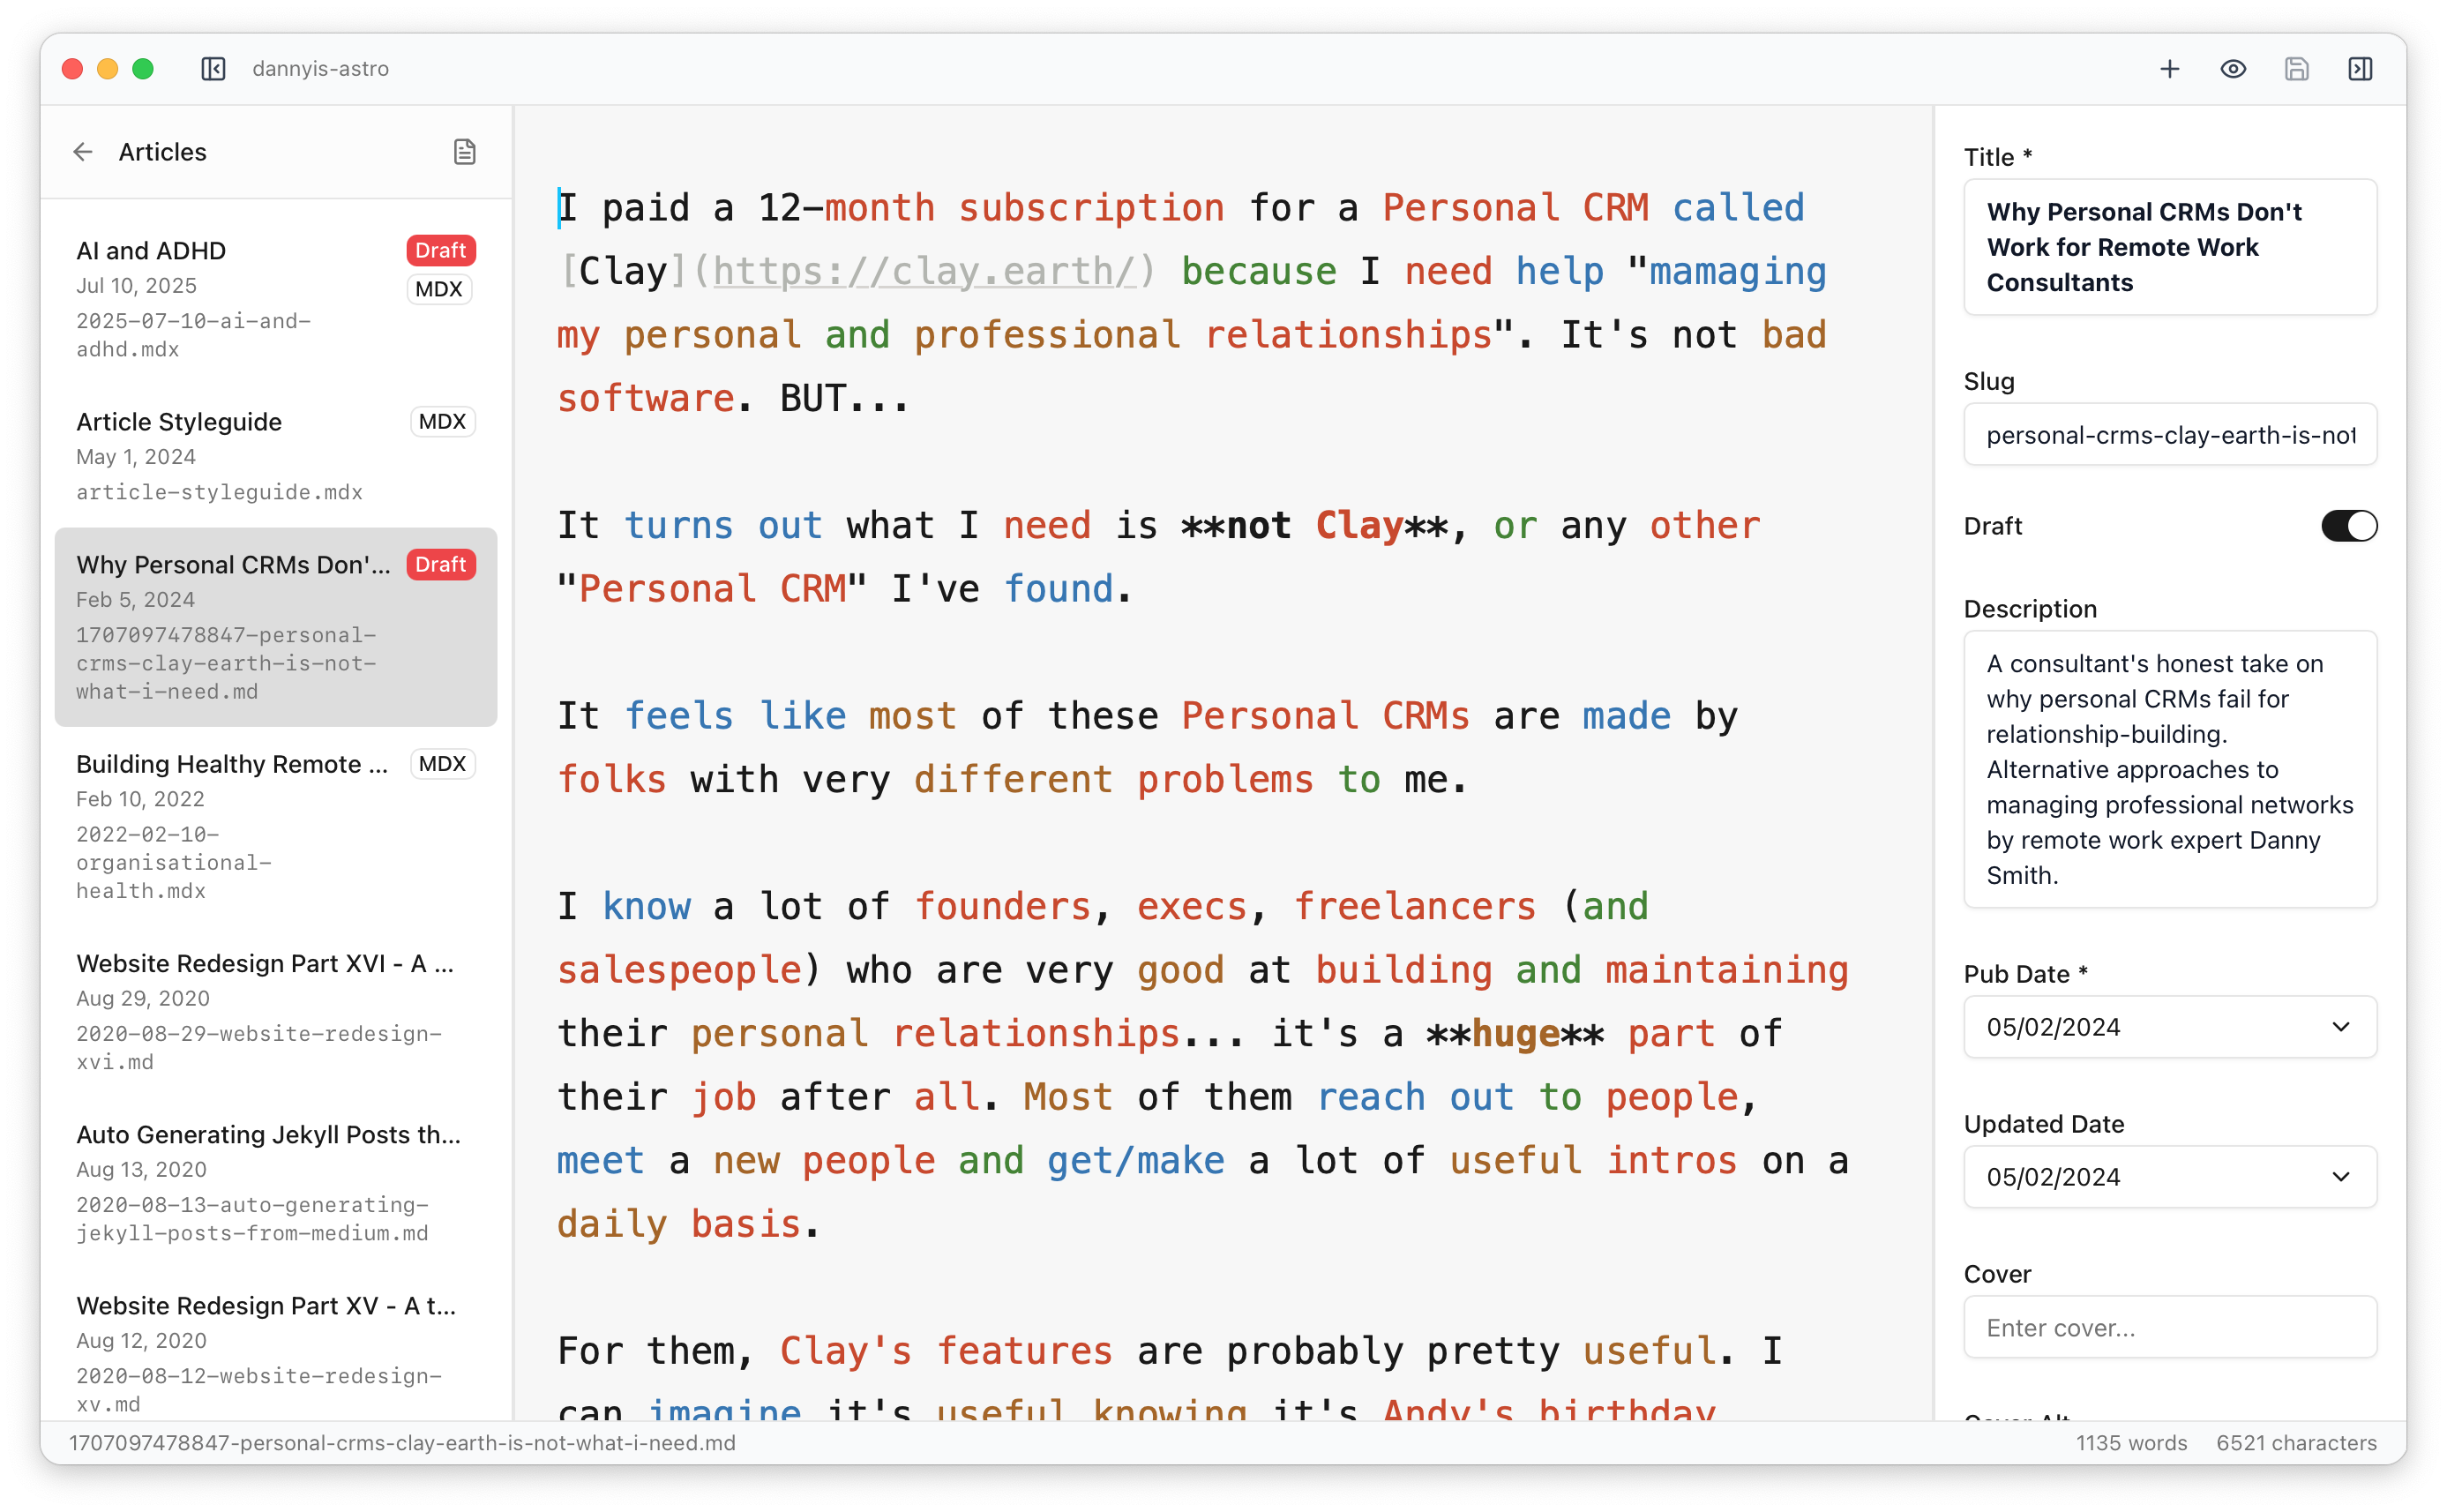 dannyis-astro
Articles
AI and ADHD
Draft
Jul 10, 2025
MDX
2025-07-10-ai-and-
adhd.mdx
Article Styleguide
MDX
May 1, 2024
article-styleguide.mdx
Why Personal CRMs Don'...
Draft
Feb 5, 2024
1707097478847-personal-
crms-clay-earth-is-not-
what-i-need.md
Building Healthy Remote ...
MDX
Feb 10, 2022
2022-02-10-
organisational-
health.mdx
Website Redesign Part XVI - A ...
Aug 29, 2020
2020-08-29-website-redesign-
xvi.md
Auto Generating Jekyll Posts th...
Aug 13, 2020
2020-08-13-auto-generating-
jekyll-posts-from-medium.md
Website Redesign Part XV - A t...
Aug 12, 2020
2020-08-12-website-redesign-
xv.md
I paid a 12-month subscription for a Personal CRM called
[Clay](https://clay.earth/) because I need help "mamaging
my personal and professional relationships". It's not bad
software. BUT...
It turns out what I need is **not Clay**, or any other
"Personal CRM" I've found.
It feels like most of these Personal CRMs are made by
folks with very different problems to me.
I know a lot of founders, execs, freelancers (and
salespeople) who are very good at building and maintaining
their personal relationships... it's a **huge** part of
their job after all. Most of them reach out to people,
meet a new people and get/make a lot of useful intros on a
daily basis.
For them, Clay's features are probably pretty useful. I
can imagine it's useful knowing it's Andy's birthday
Title *
Why Personal CRMs Don't
Work for Remote Work
Consultants
Slug
personal-crms-clay-earth-is-not
Draft
Description
A consultant's honest take on
why personal CRMs fail for
relationship-building.
Alternative approaches to
managing professional networks
by remote work expert Danny
Smith.
Pub Date *
05/02/2024
Updated Date
05/02/2024
Cover
Enter cover...
Cover Alt
1707097478847-personal-crms-clay-earth-is-not-what-i-need.md
1135 words
6521 characters